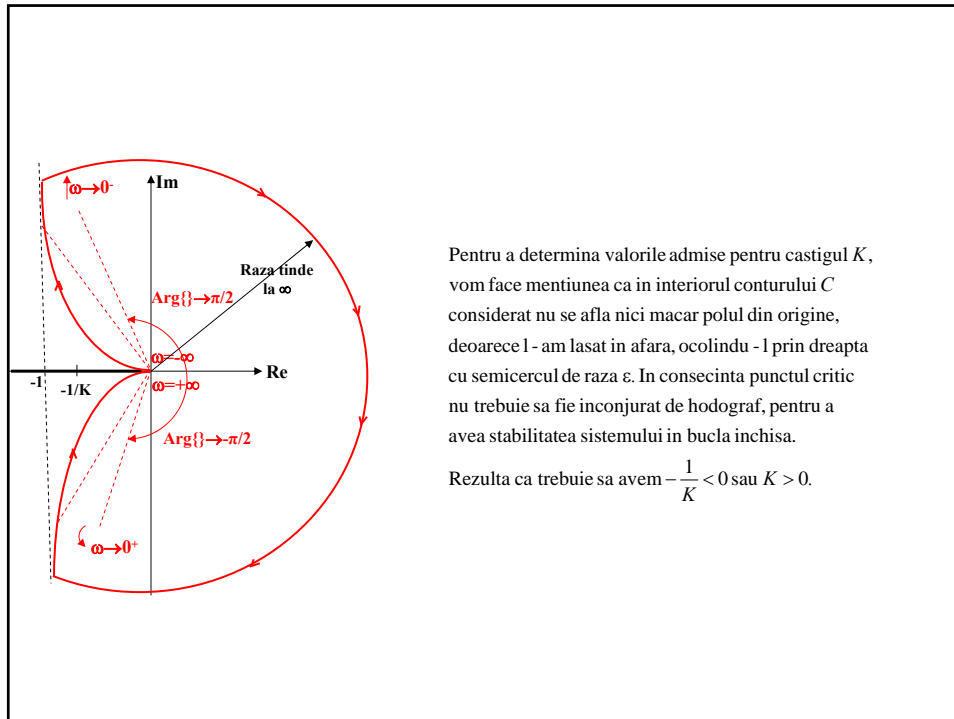 ω→0-
Im
Raza tinde
la ∞
Arg{}→π/2
ω=-∞
-1
-1/K
ω=+∞
Re
Arg{}→-π/2
ω→0+
Pentru a determina valorile admise pentru castigul K,
vom face mentiunea ca in interiorul conturului C
considerat nu se afla nici macar polul din origine,
deoarece l - am lasat in afara, ocolindu - l prin dreapta
cu semicercul de raza ε. In consecinta punctul critic
nu trebuie sa fie inconjurat de hodograf, pentru a
avea stabilitatea sistemului in bucla inchisa.
Rezulta ca trebuie sa avem -1/K < 0 sau K > 0.